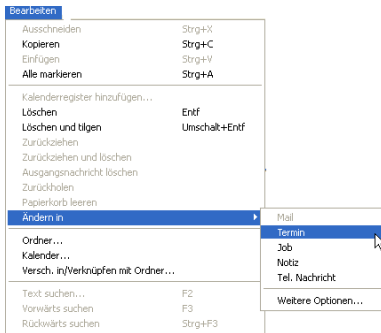 Bearbeiten
Ausschneiden Strg+X
Kopieren Strg+C
Einfügen Strg+V
Alle markieren Strg+A
Kalenderregister hinzufügen...
Löschen Entf
Löschen und tilgen Umschalt+Entf
Zurückziehen
Zurückziehen und löschen
Ausgangsnachricht löschen
Zurückholen
Papierkorb leeren
Ändern in
Mail
Termin
Job
Notiz
Tel. Nachricht
Weitere Optionen...
Ordner...
Kalender...
Versch. in/Verknüpfen mit Ordner...
Text suchen... F2
Vorwärts suchen F3
Rückwärts suchen Strg+F3